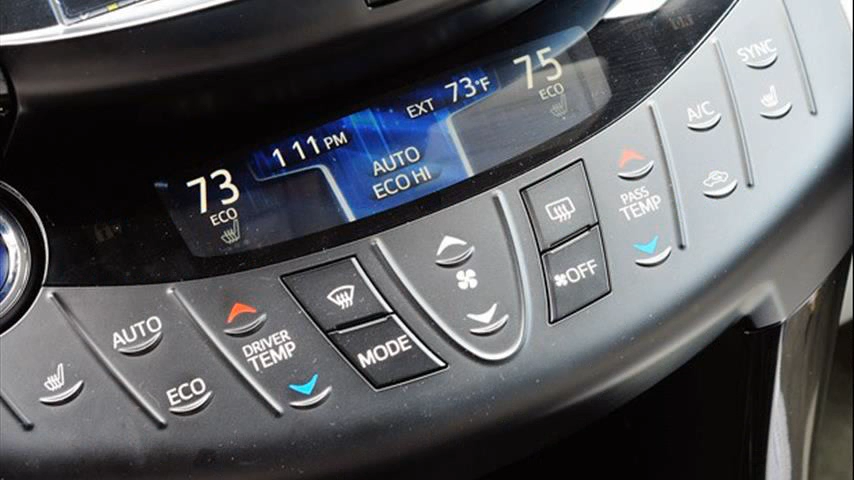 73
ECO
1 11 PM
AUTO
ECO HI
EXT 73°F
75
ECO
AUTO
ECO
DRIVER
TEMP
MODE
OFF
PASS
TEMP
A/C
SYNC